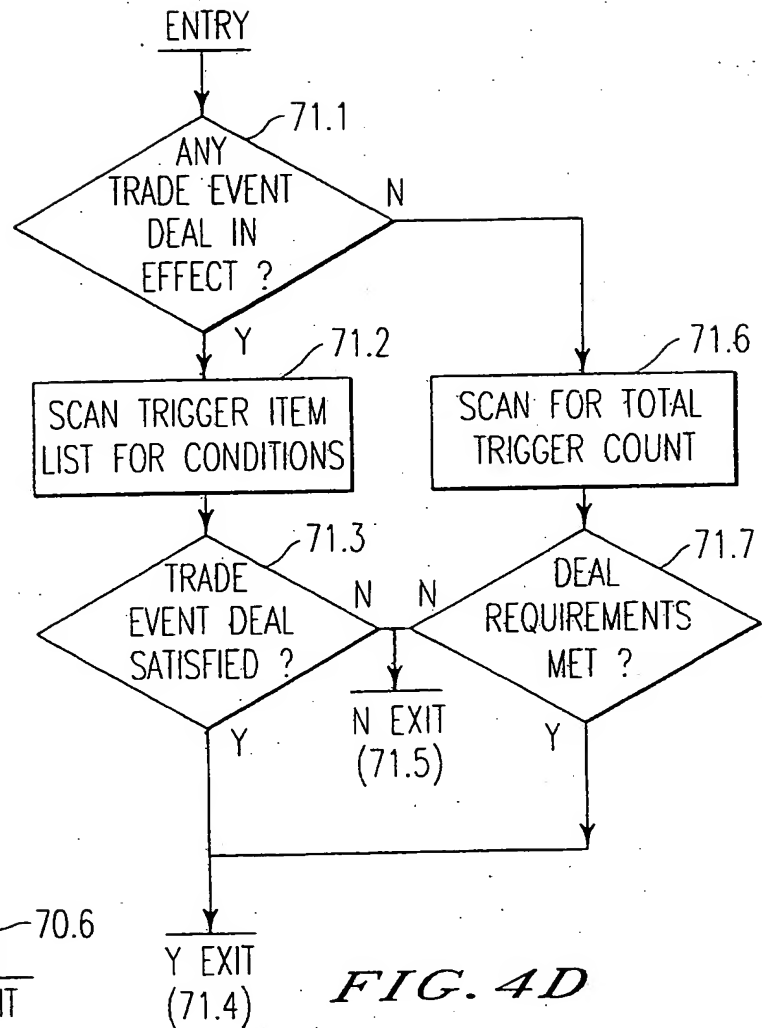 ENTRY
71.1
ANY
TRADE EVENT
DEAL IN
EFFECT ?
N
Y
71.2
SCAN TRIGGER ITEM
LIST FOR CONDITIONS
71.6
SCAN FOR TOTAL
TRIGGER COUNT
71.3
TRADE
EVENT DEAL
SATISFIED ?
N
Y
71.7
DEAL
REQUIREMENTS
MET ?
N
Y
N EXIT
(71.5)
Y EXIT
(71.4)
70.6
FIG. 4D